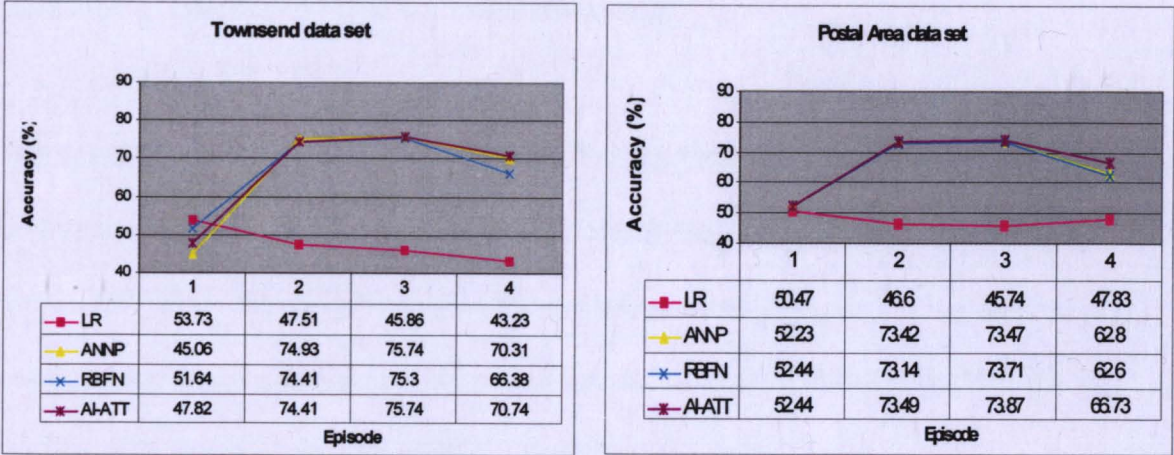 Townsend data set
Accuracy (%;
90
80
70
60
50
40
1 2 3 4
LR 53.73 47.51 45.86 43.23
ANNP 45.06 74.93 75.74 70.31
RBFN 51.64 74.41 75.3 66.38
AI-ATT 47.82 74.41 75.74 70.74
Episode
Postal Area data set
Accuracy (%)
90
80
70
60
50
40
1 2 3 4
LR 50.47 46.6 45.74 47.83
ANNP 52.23 73.42 73.47 62.8
RBFN 52.44 73.14 73.71 62.6
AI-ATT 52.44 73.49 73.87 66.73
Episode